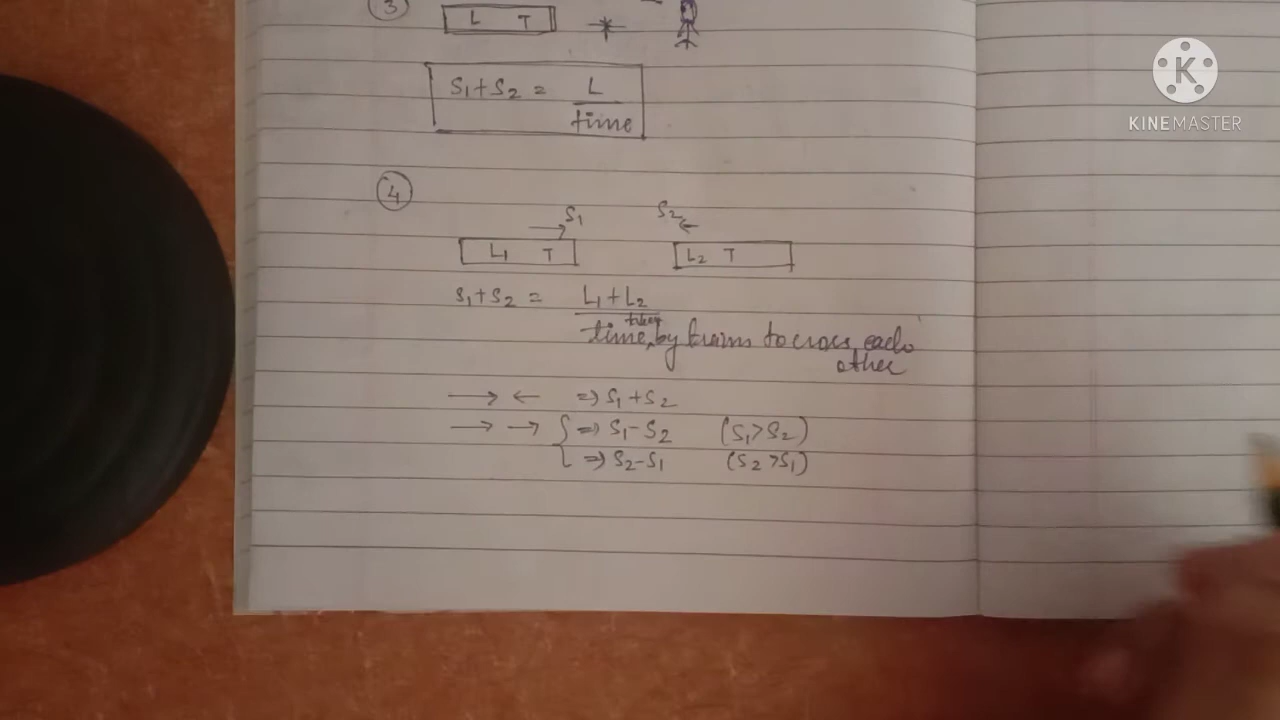 3
L T
S₁+S₂ = L
time
K
KINEMASTER
4
S₁ S₂
L₁ T L₂ T
S₁+S₂ = L₁+L₂
taken
time by trains to cross each
other
→ ← ⇒ S₁+S₂
→ → { ⇒ S₁-S₂ (S₁>S₂)
⇒ S₂-S₁ (S₂>S₁)